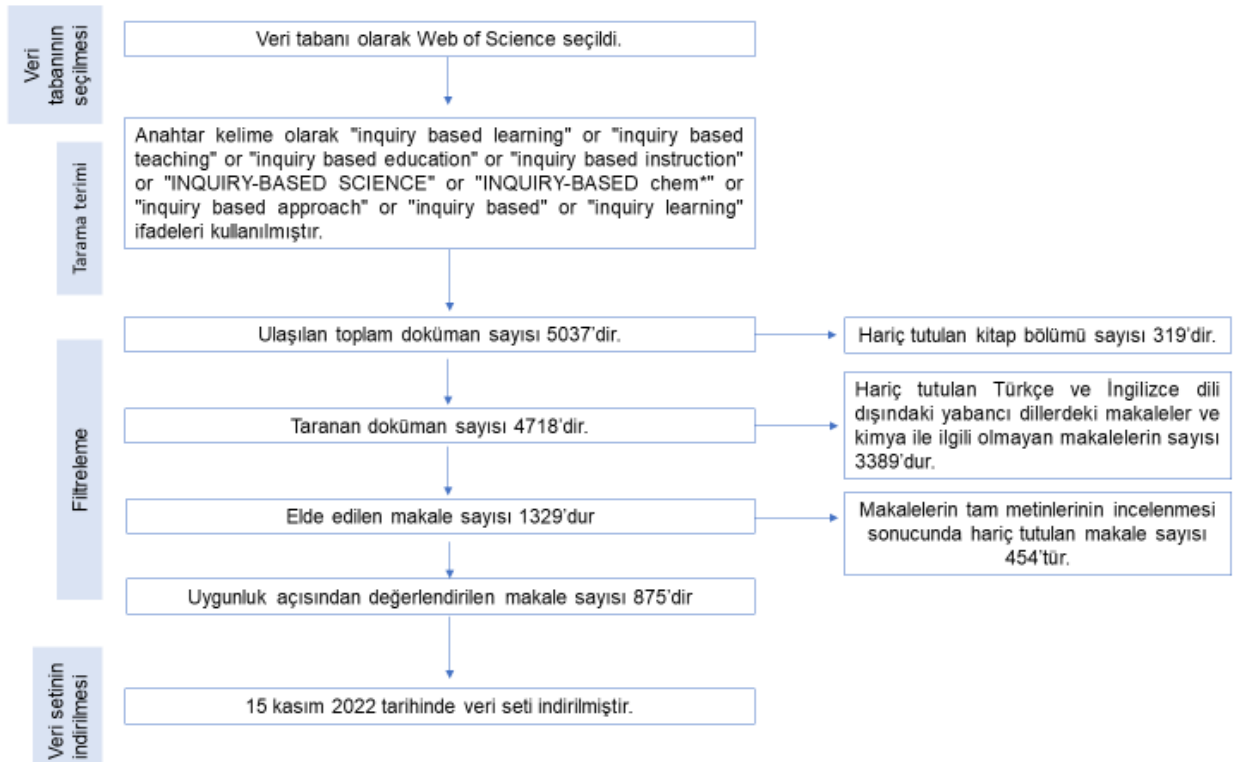 Veri
tabanının
seçilmesi
Veri tabanı olarak Web of Science seçildi.
Tarama terimi
Anahtar kelime olarak "inquiry based learning" or "inquiry based
teaching" or "inquiry based education" or "inquiry based instruction"
or "INQUIRY-BASED SCIENCE" or "INQUIRY-BASED chem*" or
"inquiry based approach" or "inquiry based" or "inquiry learning"
ifadeleri kullanılmıştır.
Filtreleme
Ulaşılan toplam doküman sayısı 5037’dir.
Hariç tutulan kitap bölümü sayısı 319’dir.
Taranan doküman sayısı 4718’dir.
Hariç tutulan Türkçe ve İngilizce dili
dışındaki yabancı dillerdeki makaleler ve
kimya ile ilgili olmayan makalelerin sayısı
3389’dur.
Elde edilen makale sayısı 1329’dur
Makalelerin tam metinlerinin incelenmesi
sonucunda hariç tutulan makale sayısı
454’tür.
Uygunluk açısından değerlendirilen makale sayısı 875’dir
Veri setinin
indirilmesi
15 kasım 2022 tarihinde veri seti indirilmiştir.